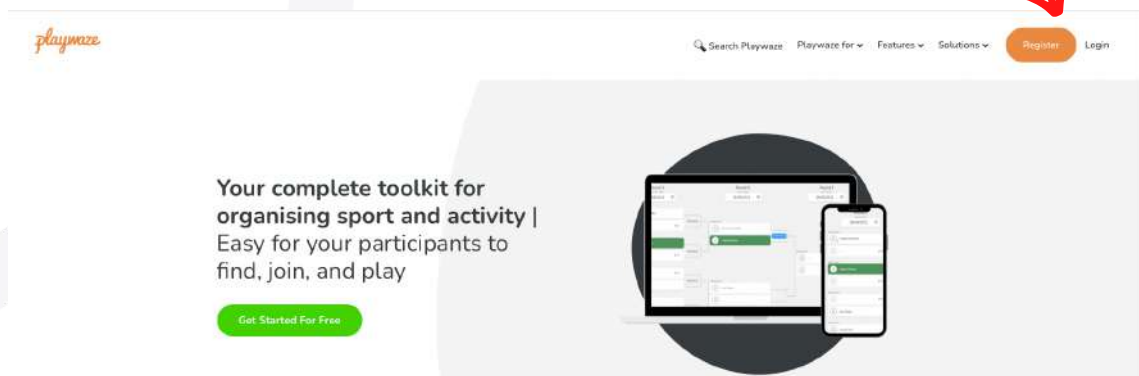 playwaze
Search Playwaze Playwaze for Features Solutions Register Login
Your complete toolkit for
organising sport and activity |
Easy for your participants to
find, join, and play
Get Started For Free